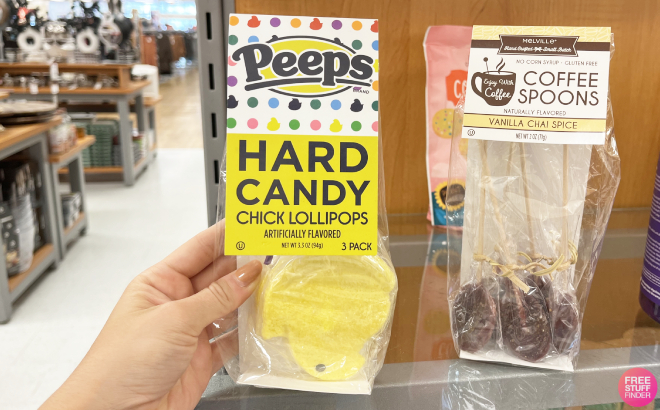 Peeps
BRAND
HARD
CANDY
CHICK LOLLIPOPS
ARTIFICIALLY FLAVORED
NET WT 3.3 OZ (94g)
3 PACK
MELVILLE
Hand Crafted Small Batch
NO CORN SYRUP · GLUTEN FREE
Enjoy With
Coffee
COFFEE
SPOONS
NATURALLY FLAVORED
VANILLA CHAI SPICE
NET WT 2 OZ
FREE
STUFF
FINDER